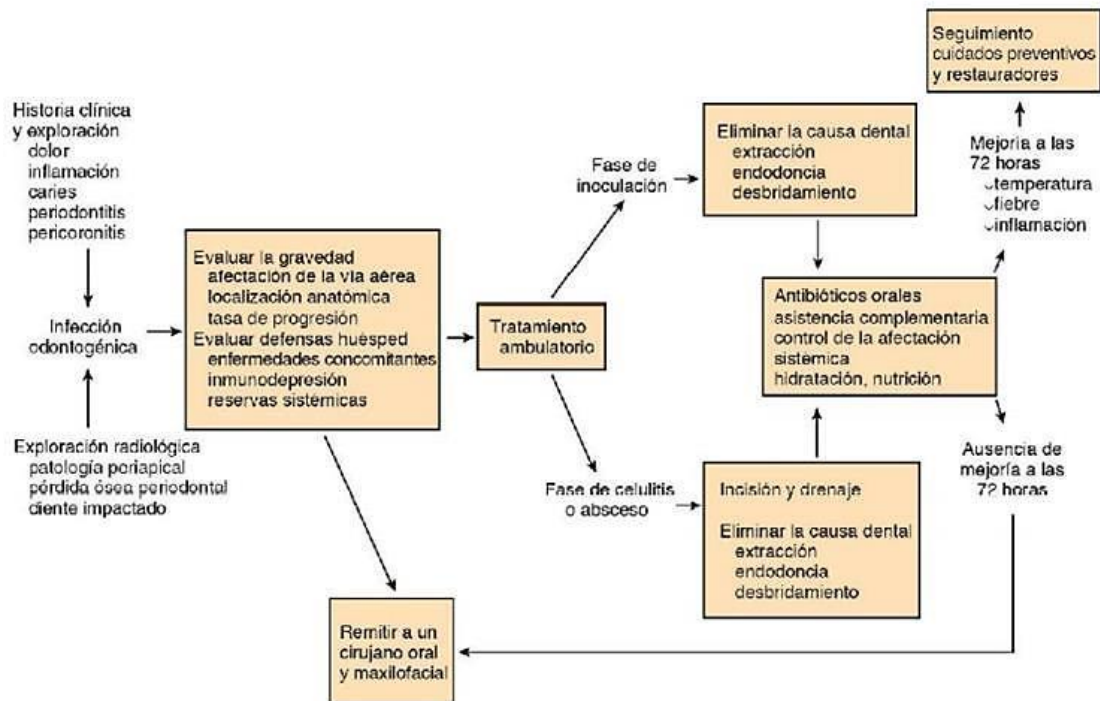 Historia clínica
y exploración
dolor
inflamación
caries
periodontitis
pericoronitis
Infección
odontogénica
Exploración radiológica
patología periapical
pérdida ósea periodontal
diente impactado
Evaluar la gravedad
afectación de la vía aérea
localización anatómica
tasa de progresión
Evaluar defensas huésped
enfermedades concomitantes
inmunodepresión
reservas sistémicas
Remitir a un
cirujano oral
y maxilofacial
Tratamiento
ambulatorio
Fase de
inoculación
Eliminar la causa dental
extracción
endodoncia
desbridamiento
Fase de celulitis
o absceso
Incisión y drenaje
Eliminar la causa dental
extracción
endodoncia
desbridamiento
Antibióticos orales
asistencia complementaria
control de la afectación
sistémica
hidratación, nutrición
Mejoría a las
72 horas
temperatura
fiebre
inflamación
Seguimiento
cuidados preventivos
y restauradores
Ausencia de
mejoría a las
72 horas